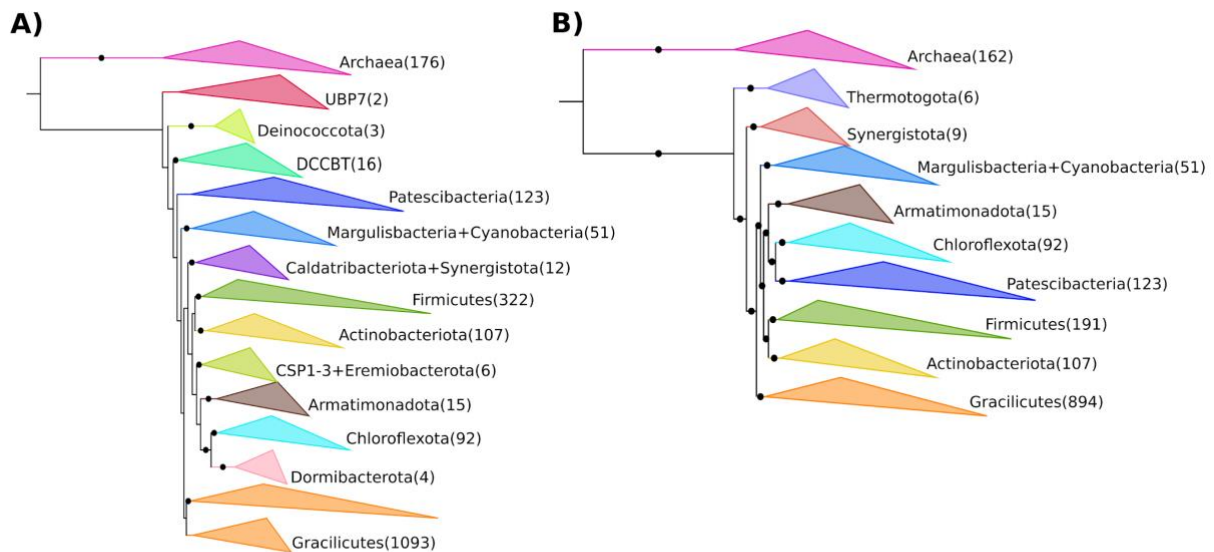 A)
Archaea(176)
UBP7(2)
Deinococcota(3)
DCCBT(16)
Patescibacteria(123)
Margulisbacteria+Cyanobacteria(51)
Caldatribacteriota+Synergistota(12)
Firmicutes(322)
Actinobacteriota(107)
CSP1-3+Eremiobacterota(6)
Armatimonadota(15)
Chloroflexota(92)
Dormibacterota(4)
Gracilicutes(1093)
B)
Archaea(162)
Thermotogota(6)
Synergistota(9)
Margulisbacteria+Cyanobacteria(51)
Armatimonadota(15)
Chloroflexota(92)
Patescibacteria(123)
Firmicutes(191)
Actinobacteriota(107)
Gracilicutes(894)